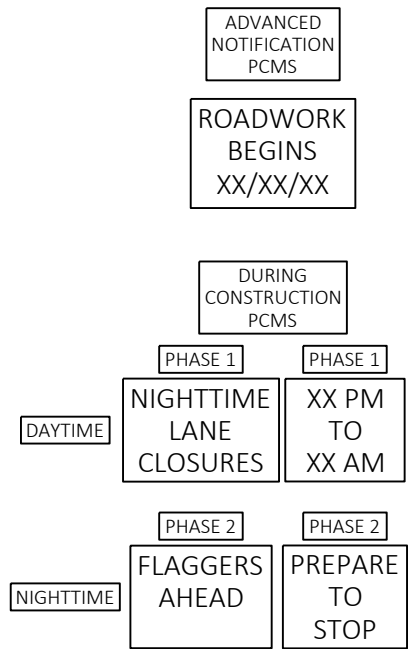 ADVANCED
NOTIFICATION
PCMS
ROADWORK
BEGINS
XX/XX/XX
DURING
CONSTRUCTION
PCMS
PHASE 1
PHASE 1
DAYTIME
NIGHTTIME
LANE
CLOSURES
XX PM
TO
XX AM
PHASE 2
PHASE 2
NIGHTTIME
FLAGGERS
AHEAD
PREPARE
TO
STOP